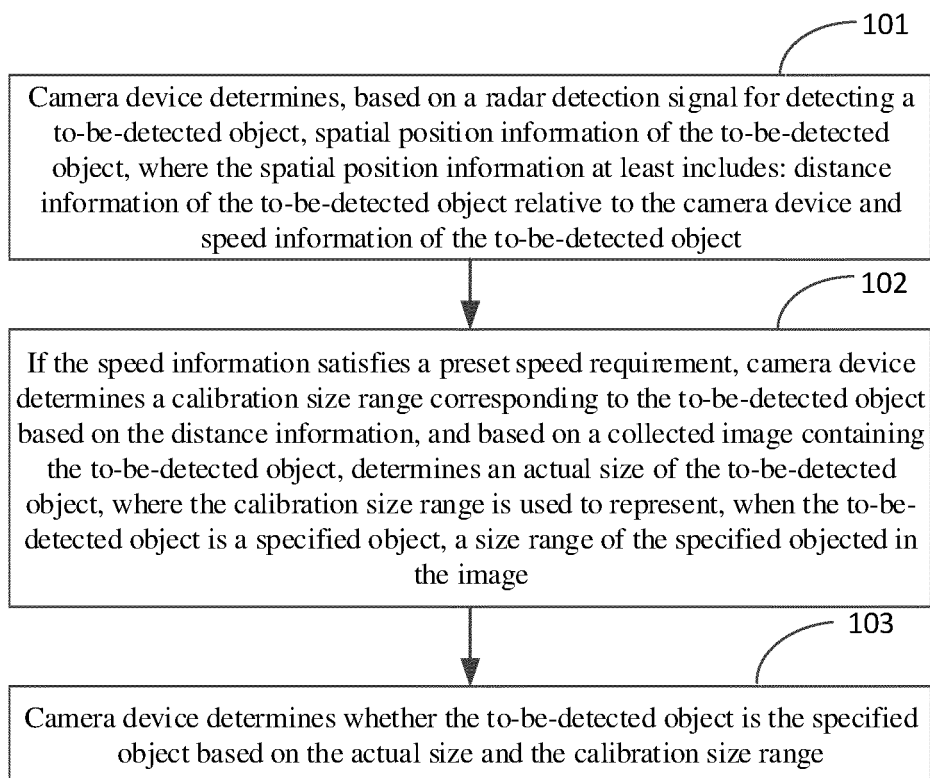 101
Camera device determines, based on a radar detection signal for detecting a
to-be-detected object, spatial position information of the to-be-detected
object, where the spatial position information at least includes: distance
information of the to-be-detected object relative to the camera device and
speed information of the to-be-detected object
102
If the speed information satisfies a preset speed requirement, camera device
determines a calibration size range corresponding to the to-be-detected object
based on the distance information, and based on a collected image containing
the to-be-detected object, determines an actual size of the to-be-detected
object, where the calibration size range is used to represent, when the to-be-
detected object is a specified object, a size range of the specified objected in
the image
103
Camera device determines whether the to-be-detected object is the specified
object based on the actual size and the calibration size range